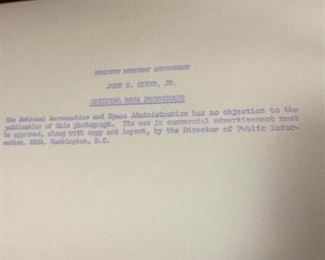 PROJECT MERCURY ASTRONAUT
JOHN H. GLENN, JR.
OFFICIAL NASA PHOTOGRAPH
The National Aeronautics and Space Administration has no objection to the
publication of this photograph. Its use in commercial advertisement must
be approved, along with copy and layout, by the Director of Public Infor-
mation, NASA, Washington, D.C.